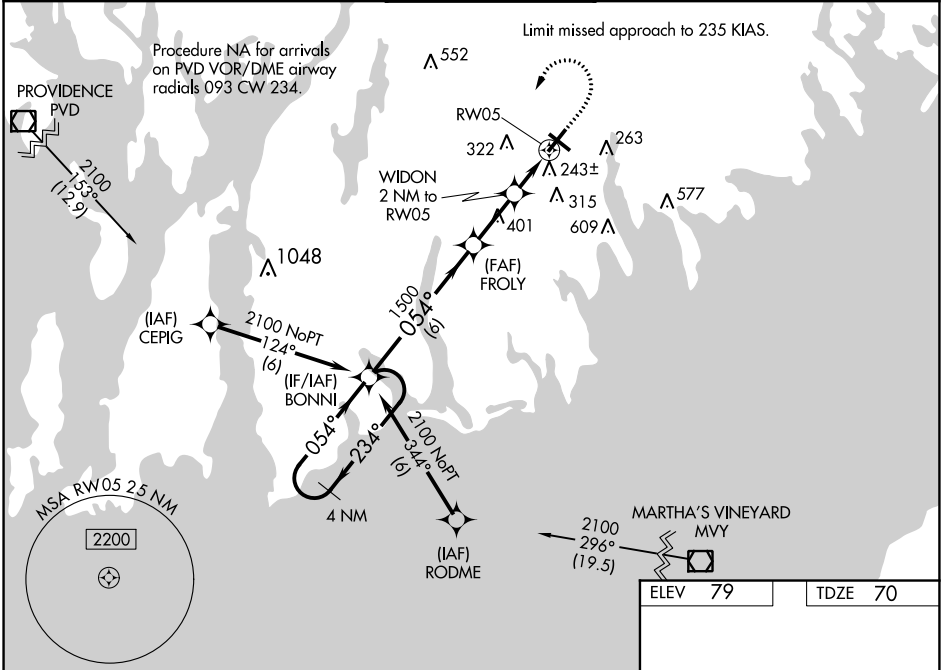 Procedure NA for arrivals
on PVD VOR/DME airway
radials 093 CW 234.
Limit missed approach to 235 KIAS.
552
PROVIDENCE
PVD
2100
153°
(12.9)
RW05
322
263
243±
WIDON
2 NM to
RW05
315
577
401
609
(FAF)
FROLY
1048
1500
054°
(6)
(IAF)
CEPIG
2100 NoPT
124°
(6)
(IF/IAF)
BONNI
054°
234°
2100 NoPT
344°
(6)
4 NM
MSA RW05 25 NM
2200
(IAF)
RODME
2100
296°
(19.5)
MARTHA'S VINEYARD
MVY
ELEV 79
TDZE 70